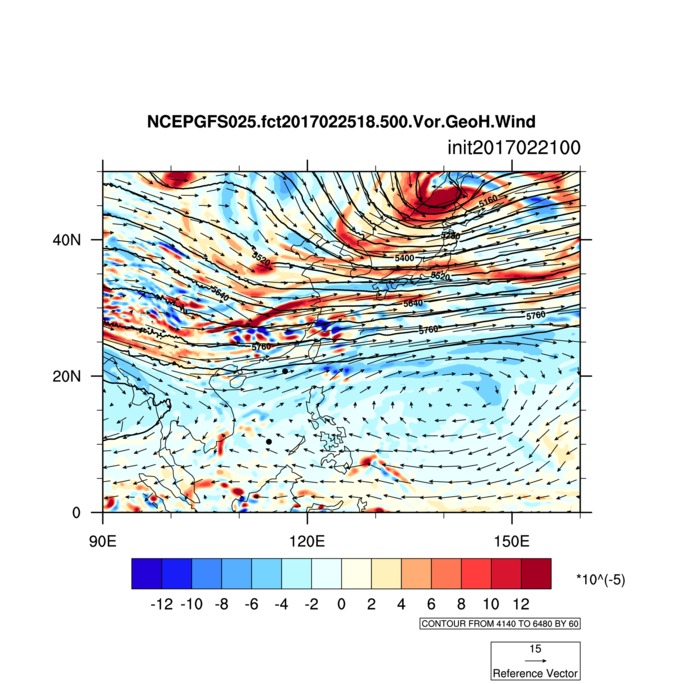 NCEPGFS025.fct2017022518.500.Vor.GeoH.Wind
init2017022100
5160
5280
40N
5520
5400
5520
5640
5640
5760
5760
5760
20N
0
90E 120E 150E
-12 -10 -8 -6 -4 -2 0 2 4 6 8 10 12
*10^(-5)
CONTOUR FROM 4140 TO 6480 BY 60
15
Reference Vector